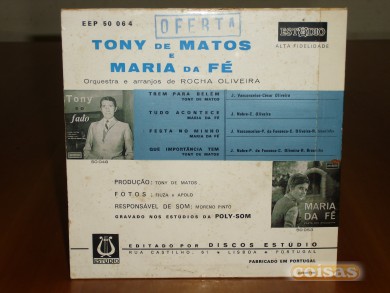 EEP 50 064
OFERTA
ESTÚDIO
ALTA FIDELIDADE
TONY DE MATOS
E
MARIA DA FÉ
Orquestra e arranjos de ROCHA OLIVEIRA
Tony
fado
TREM PARA BELÉM
TONY DE MATOS
TUDO ACONTECE
MARIA DA FÉ
FESTA NO MINHO
MARIA DA FÉ
QUE IMPORTÂNCIA TEM
TONY DE MATOS
PRODUÇÃO: TONY DE MATOS
FOTOS: FIÚZA e APOLO
RESPONSÁVEL DE SOM: MORENO PINTO
GRAVADO NOS ESTÚDIOS DA POLY-SOM
MARIA
DA FÉ
ESTÚDIO
EDITADO POR DISCOS ESTÚDIO
RUA CASTILHO, 61 • LISBOA • PORTUGAL
FABRICADO EM PORTUGAL
coisas